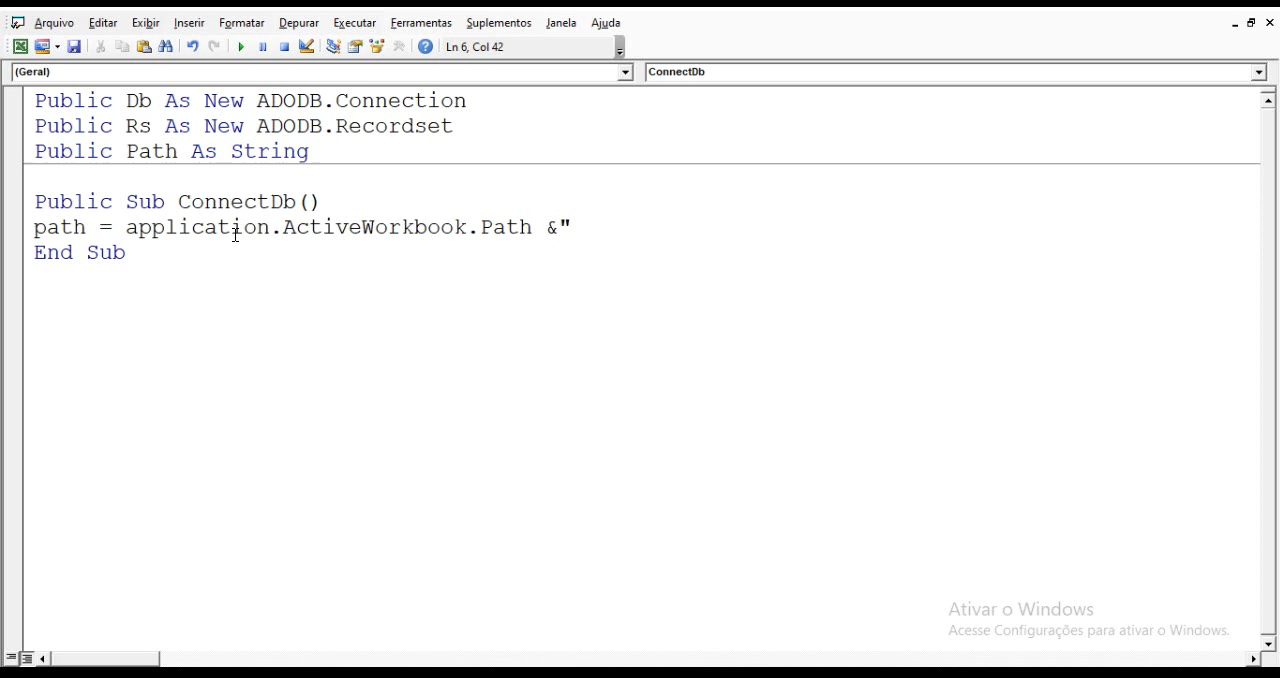 Arquivo Editar Exibir Inserir Formatar Depurar Executar Ferramentas Suplementos Janela Ajuda
Ln 6, Col 42
(Geral) ConnectDb
Public Db As New ADODB.Connection
Public Rs As New ADODB.Recordset
Public Path As String
Public Sub ConnectDb()
path = application.ActiveWorkbook.Path &"
End Sub
Ativar o Windows
Acesse Configurações para ativar o Windows.